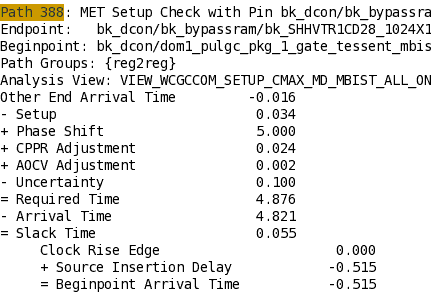 Path 388: MET Setup Check with Pin bk_dcon/bk_bypassra
Endpoint:   bk_dcon/bk_bypassram/bk_SHHVTR1CD28_1024X1
Beginpoint: bk_dcon/dom1_pulgc_pkg_1_gate_tessent_mbis
Path Groups: {reg2reg}
Analysis View: VIEW_WCGCCOM_SETUP_CMAX_MD_MBIST_ALL_ON
Other End Arrival Time         -0.016
- Setup                         0.034
+ Phase Shift                   5.000
+ CPPR Adjustment               0.024
+ AOCV Adjustment               0.002
- Uncertainty                   0.100
= Required Time                 4.876
- Arrival Time                  4.821
= Slack Time                    0.055
     Clock Rise Edge                      0.000
     + Source Insertion Delay            -0.515
     = Beginpoint Arrival Time           -0.515